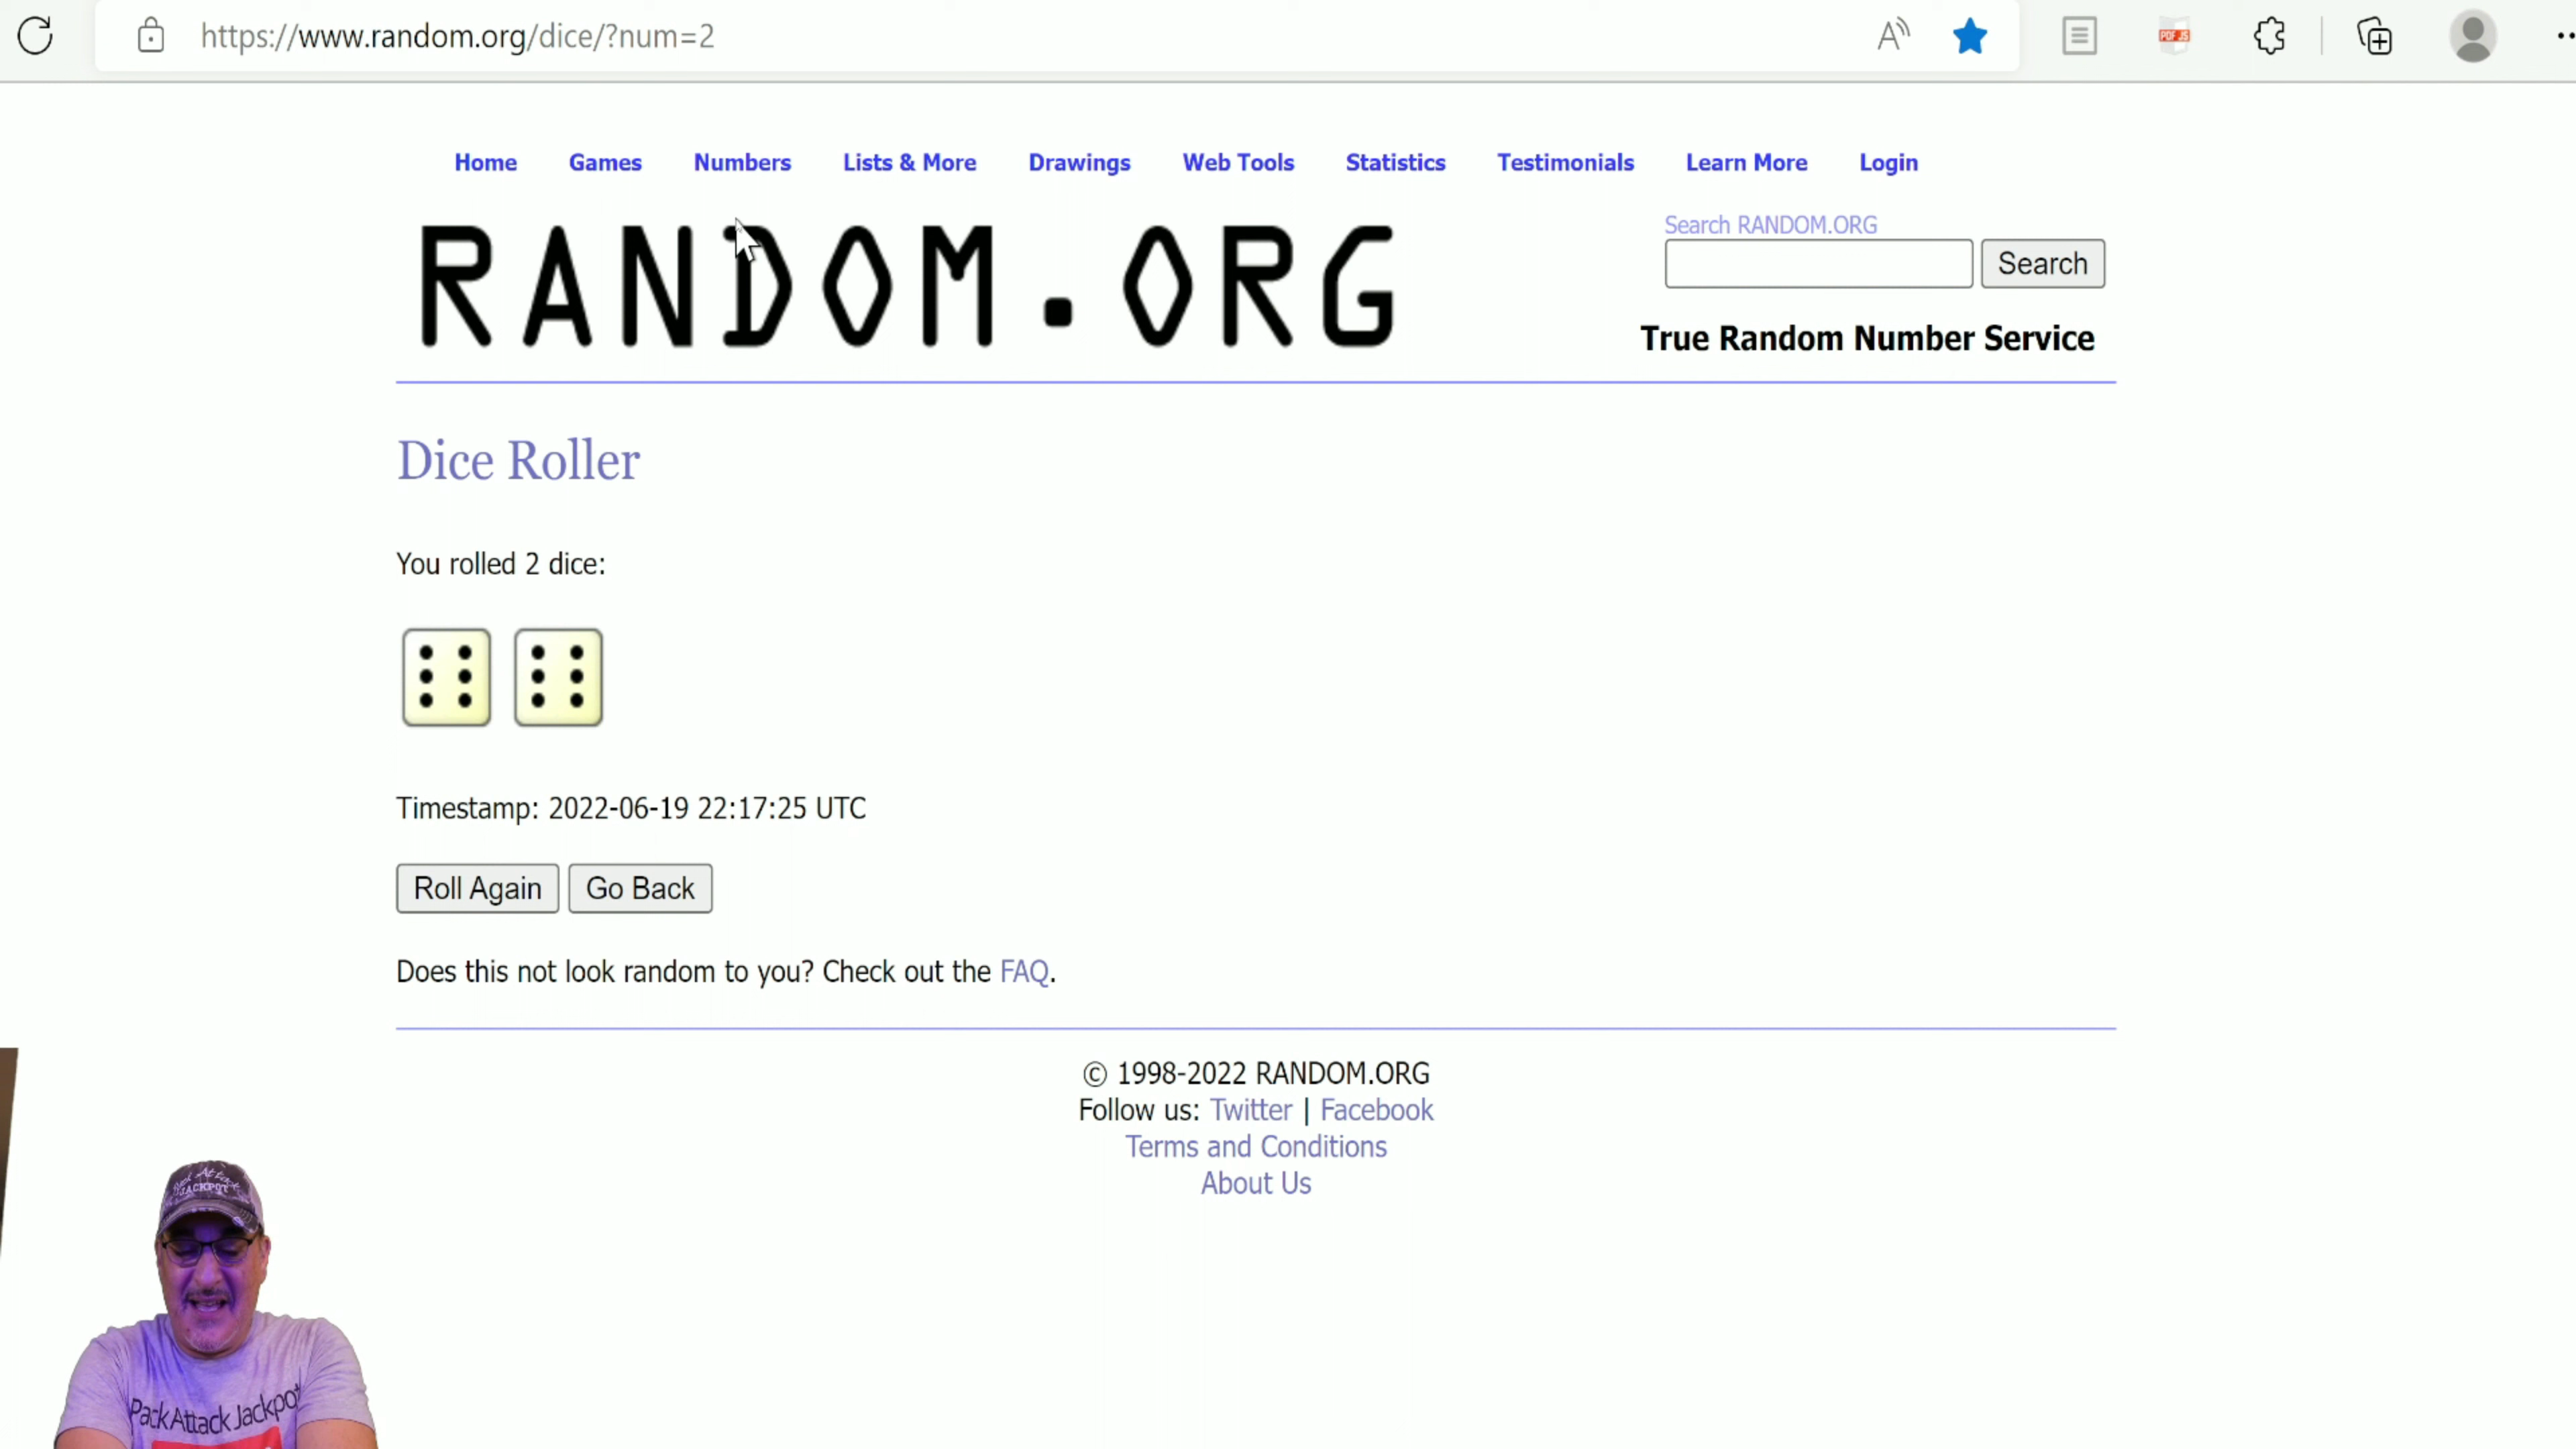 https://www.random.org/dice/?num=2
PDF JS
Home Games Numbers Lists & More Drawings Web Tools Statistics Testimonials Learn More Login
RANDOM.ORG
Search RANDOM.ORG
Search
True Random Number Service
Dice Roller
You rolled 2 dice:
Timestamp: 2022-06-19 22:17:25 UTC
Roll Again Go Back
Does this not look random to you? Check out the FAQ.
© 1998-2022 RANDOM.ORG
Follow us: Twitter | Facebook
Terms and Conditions
About Us
JACKPOT
PackAttackJackpot